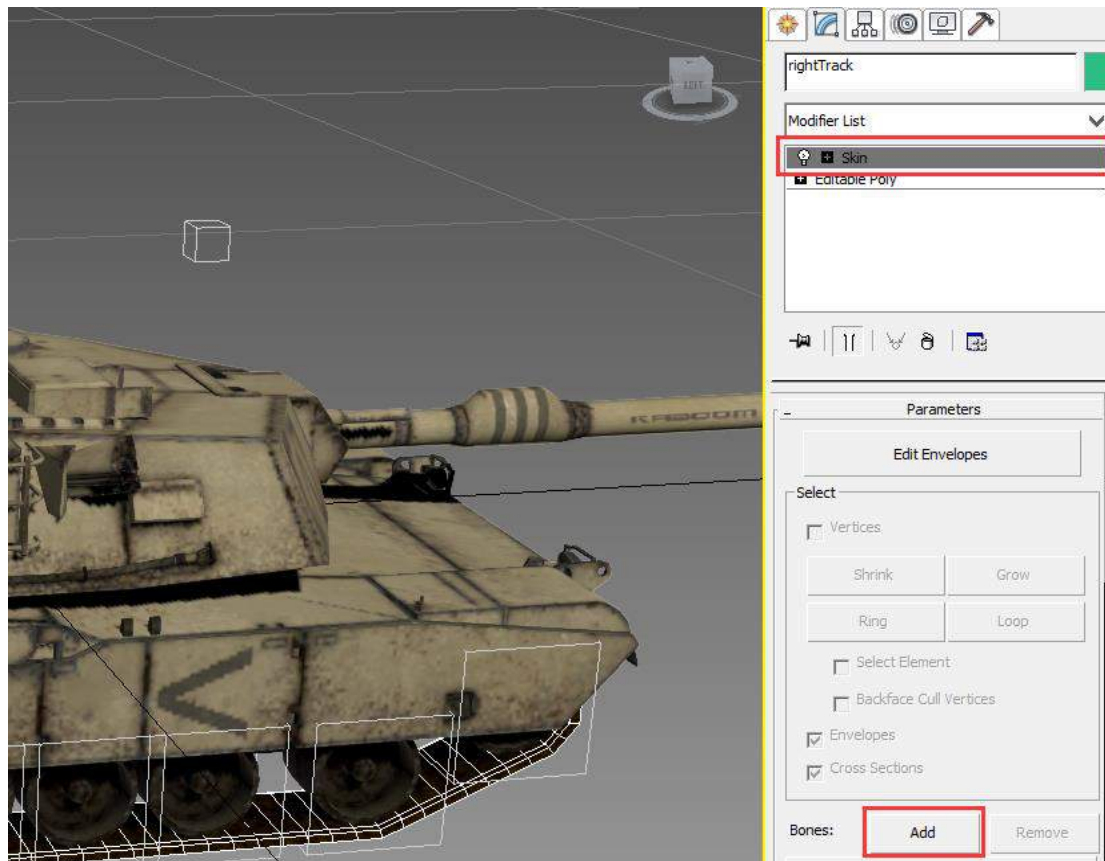 rightTrack
Modifier List
Skin
Editable Poly
Parameters
Edit Envelopes
Select
Vertices
Shrink Grow
Ring Loop
Select Element
Backface Cull Vertices
Envelopes
Cross Sections
Bones: Add Remove